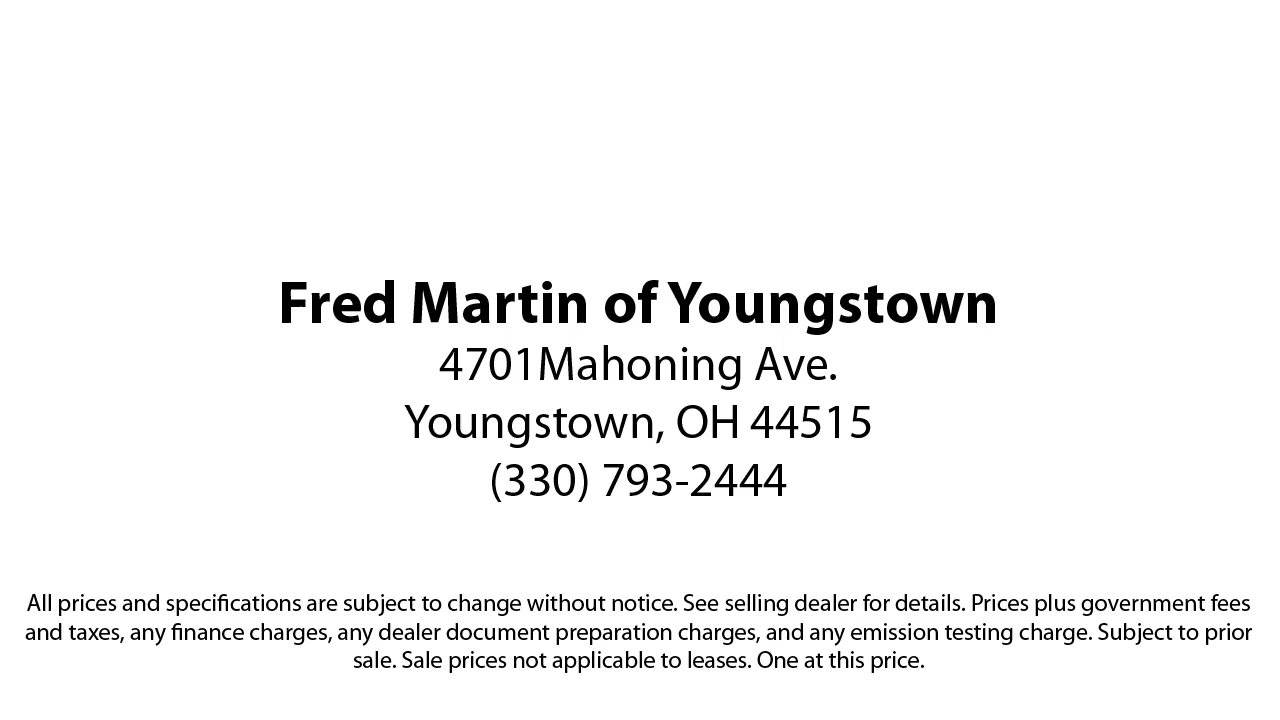 Fred Martin of Youngstown
4701Mahoning Ave.
Youngstown, OH 44515
(330) 793-2444
All prices and specifications are subject to change without notice. See selling dealer for details. Prices plus government fees
and taxes, any finance charges, any dealer document preparation charges, and any emission testing charge. Subject to prior
sale. Sale prices not applicable to leases. One at this price.